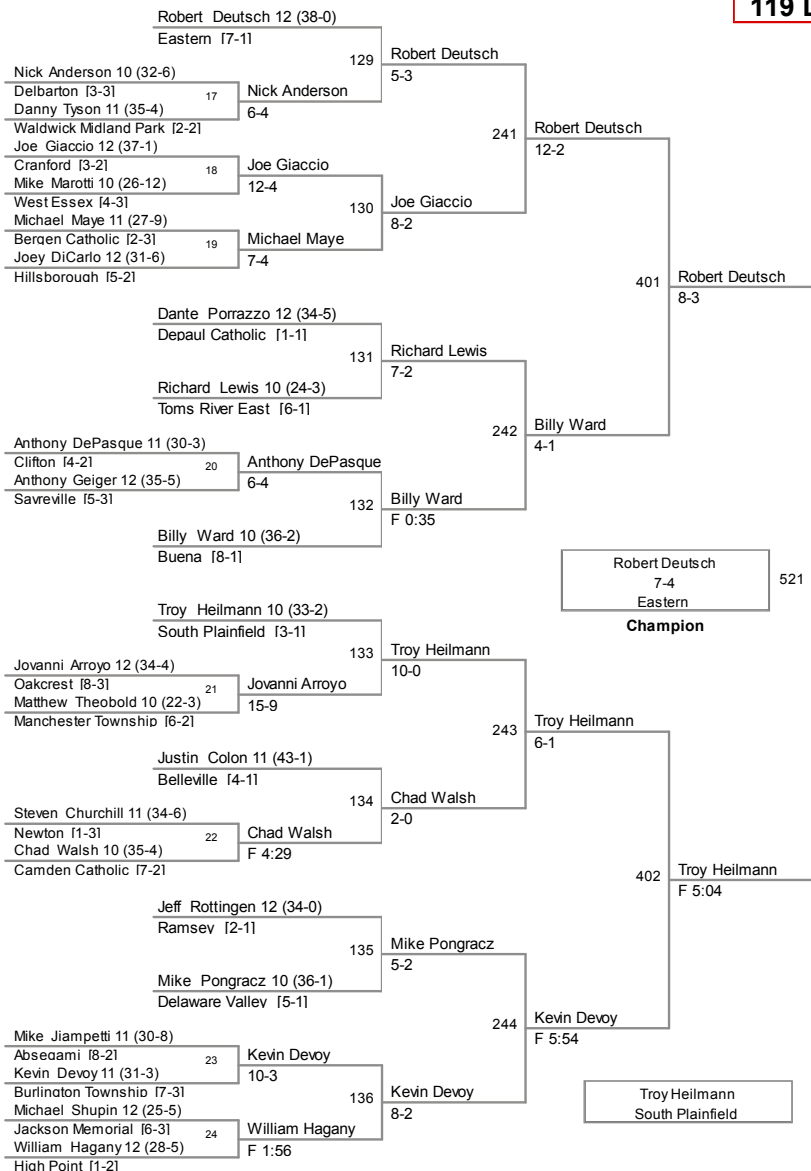 119 L
Robert Deutsch 12 (38-0)
Eastern [7-1]
129
Robert Deutsch
5-3
Nick Anderson 10 (32-6)
Delbarton [3-3]
17
Nick Anderson
Danny Tyson 11 (35-4)
6-4
Waldwick Midland Park [2-2]
241
Robert Deutsch
12-2
Joe Giaccio 12 (37-1)
Cranford [3-2]
18
Joe Giaccio
Mike Marotti 10 (26-12)
12-4
West Essex [4-3]
130
Joe Giaccio
8-2
Michael Maye 11 (27-9)
Bergen Catholic [2-3]
19
Michael Maye
Joey DiCarlo 12 (31-6)
7-4
Hillsborough [5-2]
401
Robert Deutsch
8-3
Dante Porrazzo 12 (34-5)
Depaul Catholic [1-1]
131
Richard Lewis
7-2
Richard Lewis 10 (24-3)
Toms River East [6-1]
242
Billy Ward
4-1
Anthony DePasque 11 (30-3)
Clifton [4-2]
20
Anthony DePasque
Anthony Geiger 12 (35-5)
6-4
Sayreville [5-3]
132
Billy Ward
F 0:35
Billy Ward 10 (36-2)
Buena [8-1]
Robert Deutsch
7-4
Eastern
521
Champion
Troy Heilmann 10 (33-2)
South Plainfield [3-1]
133
Troy Heilmann
10-0
Jovanni Arroyo 12 (34-4)
Oakcrest [8-3]
21
Jovanni Arroyo
Matthew Theobold 10 (22-3)
15-9
Manchester Township [6-2]
243
Troy Heilmann
6-1
Justin Colon 11 (43-1)
Belleville [4-1]
134
Chad Walsh
2-0
Steven Churchill 11 (34-6)
Newton [1-3]
22
Chad Walsh
Chad Walsh 10 (35-4)
F 4:29
Camden Catholic [7-2]
402
Troy Heilmann
F 5:04
Jeff Rottingen 12 (34-0)
Ramsey [2-1]
135
Mike Pongracz
5-2
Mike Pongracz 10 (36-1)
Delaware Valley [5-1]
244
Kevin Devoy
F 5:54
Mike Jiampetti 11 (30-8)
Absegami [8-2]
23
Kevin Devoy
Kevin Devoy 11 (31-3)
10-3
Burlington Township [7-3]
136
Kevin Devoy
8-2
Michael Shupin 12 (25-5)
Jackson Memorial [6-3]
24
William Hagany
William Hagany 12 (28-5)
F 1:56
High Point [1-2]
Troy Heilmann
South Plainfield